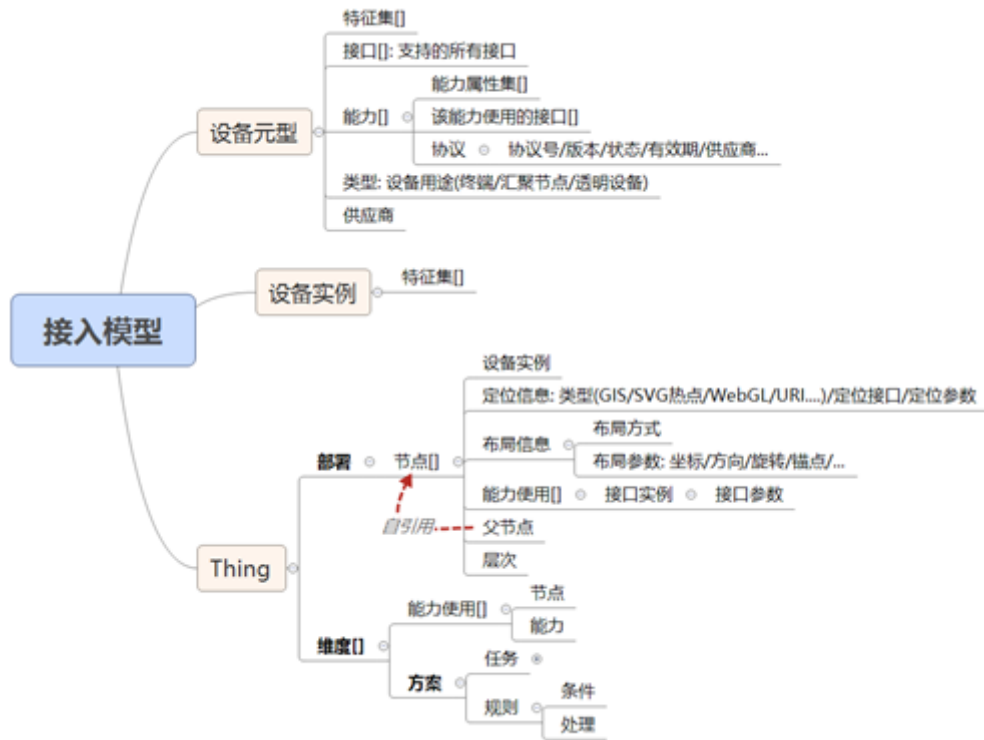 特征集[]
接口[]: 支持的所有接口
能力属性集[]
能力[]
该能力使用的接口[]
设备元型
协议
协议号/版本/状态/有效期/供应商...
类型: 设备用途(终端/汇聚节点/透明设备)
供应商
特征集[]
设备实例
接入模型
设备实例
定位信息: 类型(GIS/SVG热点/WebGL/URI....)/定位接口/定位参数
布局方式
布局信息
部署
节点[]
布局参数: 坐标/方向/旋转/锚点/...
能力使用[]
接口实例
接口参数
自引用
父节点
层次
Thing
节点
能力使用[]
能力
维度[]
任务
方案
条件
规则
处理